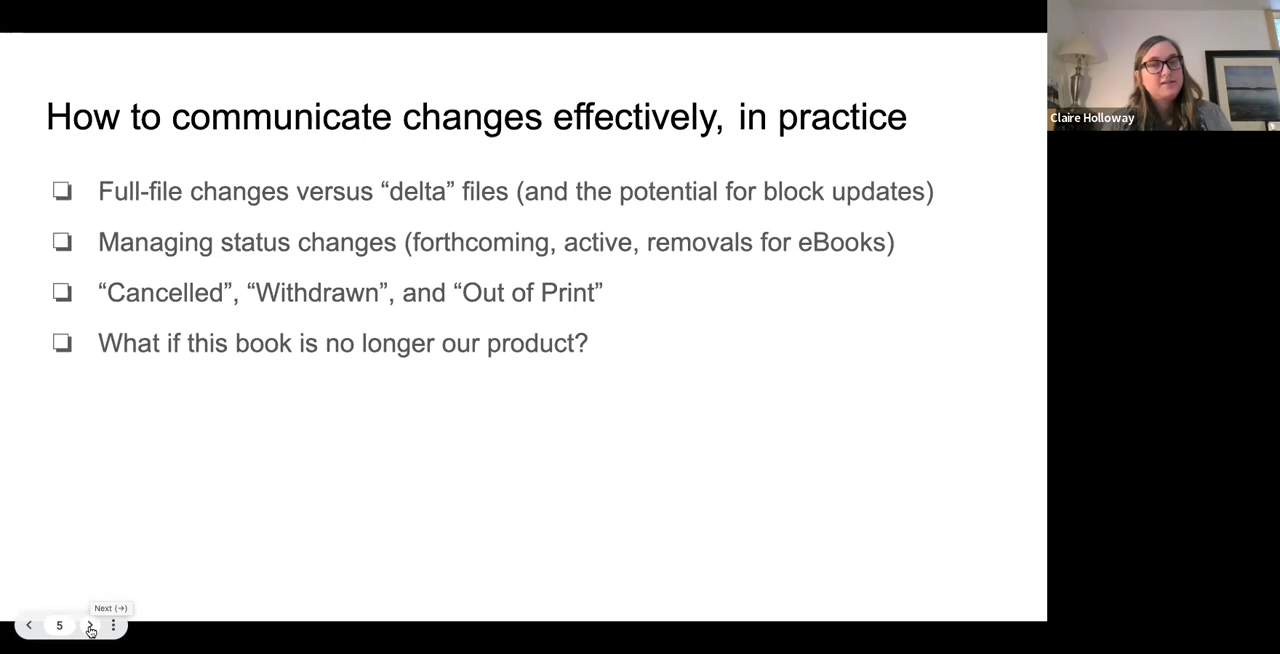 How to communicate changes effectively, in practice
Full-file changes versus “delta” files (and the potential for block updates)
Managing status changes (forthcoming, active, removals for eBooks)
“Cancelled”, “Withdrawn”, and “Out of Print”
What if this book is no longer our product?
Claire Holloway
Next (→)
5